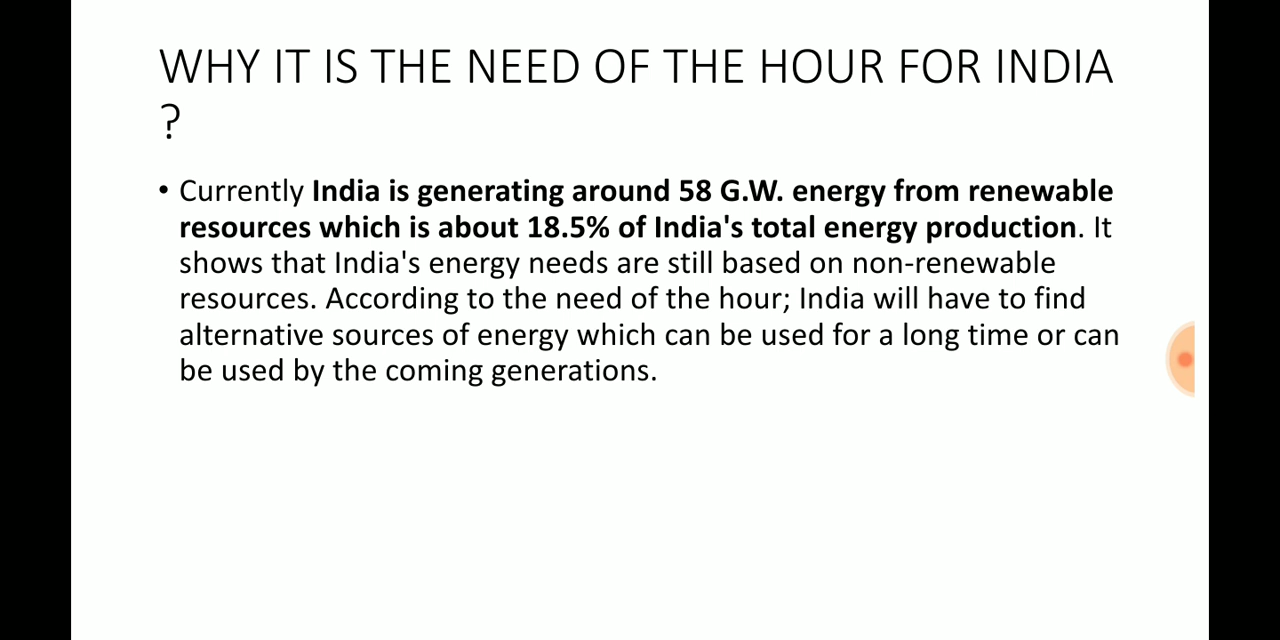 WHY IT IS THE NEED OF THE HOUR FOR INDIA
?
• Currently India is generating around 58 G.W. energy from renewable
resources which is about 18.5% of India's total energy production. It
shows that India's energy needs are still based on non-renewable
resources. According to the need of the hour; India will have to find
alternative sources of energy which can be used for a long time or can
be used by the coming generations.